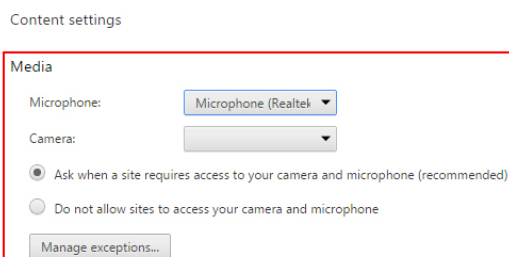 Content settings
Media
Microphone: Microphone (Realtek
Camera:
Ask when a site requires access to your camera and microphone (recommended)
Do not allow sites to access your camera and microphone
Manage exceptions...